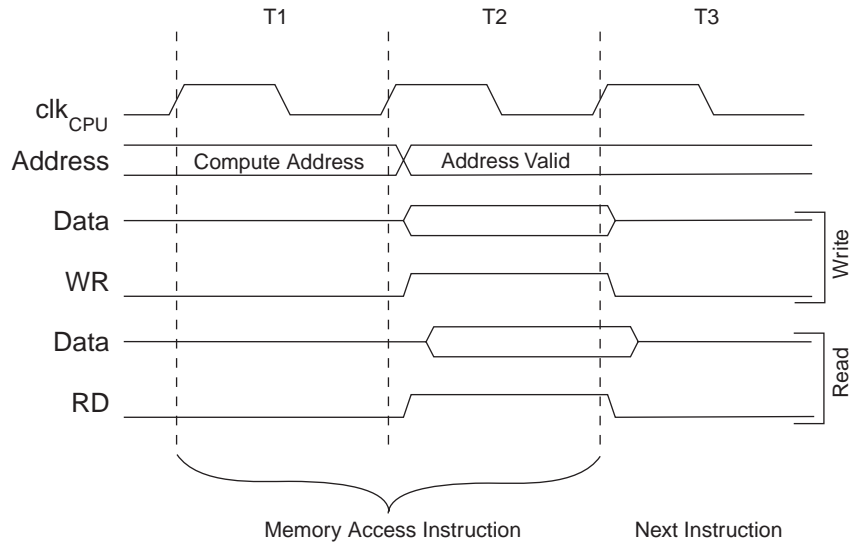 T1 T2 T3
clkCPU
Address Compute Address Address Valid
Data
WR
Write
Data
RD
Read
Memory Access Instruction Next Instruction